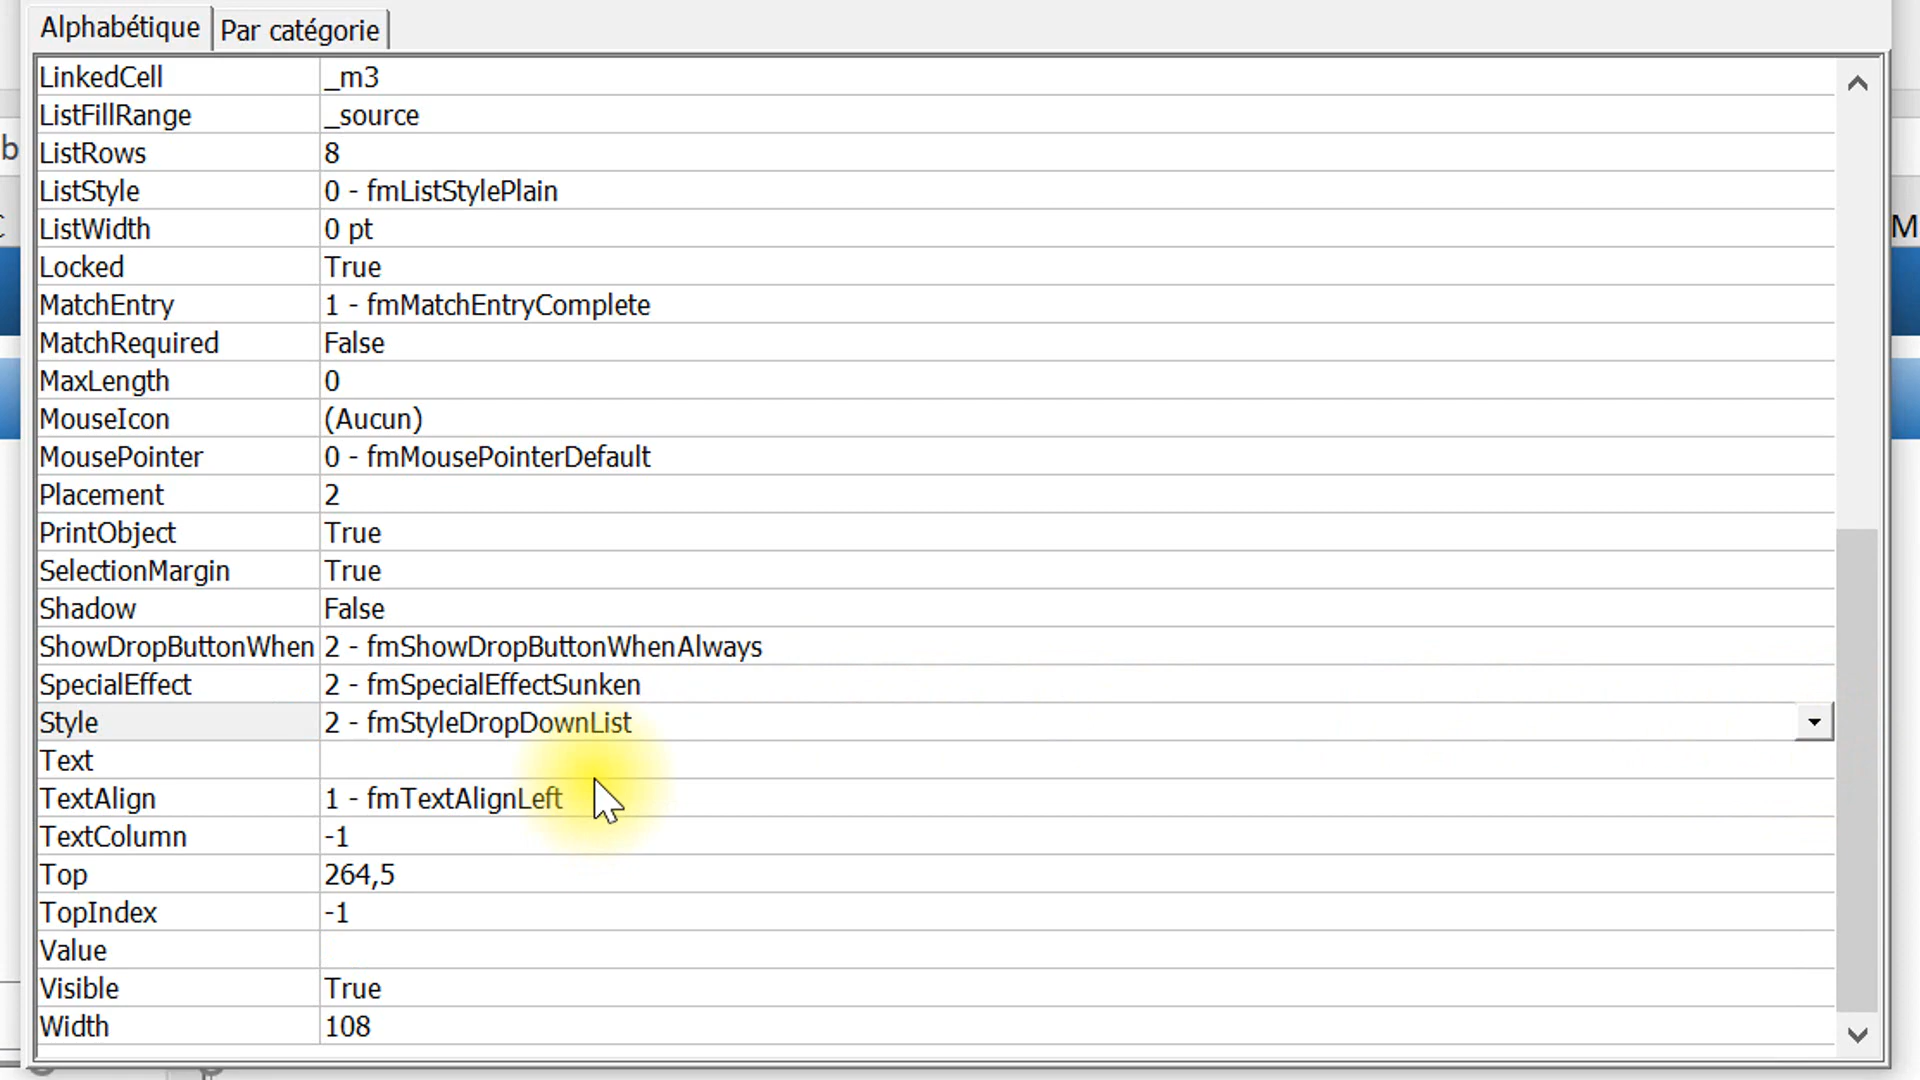 Alphabétique Par catégorie
LinkedCell _m3
ListFillRange _source
ListRows 8
ListStyle 0 - fmListStylePlain
ListWidth 0 pt
Locked True
MatchEntry 1 - fmMatchEntryComplete
MatchRequired False
MaxLength 0
MouseIcon (Aucun)
MousePointer 0 - fmMousePointerDefault
Placement 2
PrintObject True
SelectionMargin True
Shadow False
ShowDropButtonWhen 2 - fmShowDropButtonWhenAlways
SpecialEffect 2 - fmSpecialEffectSunken
Style 2 - fmStyleDropDownList
Text
TextAlign 1 - fmTextAlignLeft
TextColumn -1
Top 264,5
TopIndex -1
Value
Visible True
Width 108
b
M